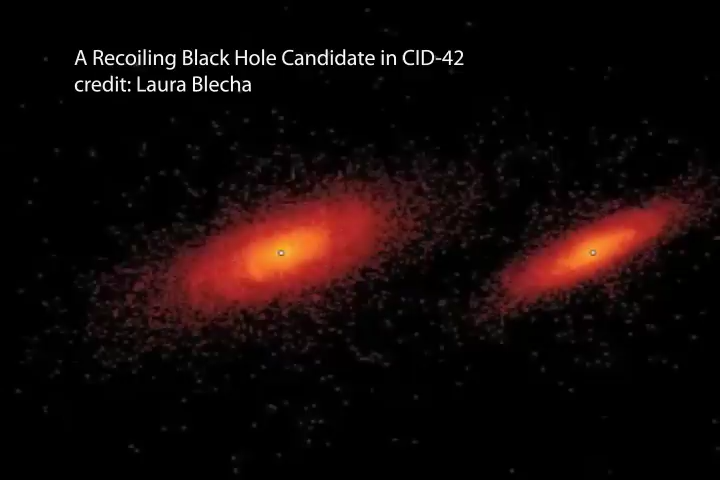 A Recoiling Black Hole Candidate in CID-42
credit: Laura Blecha